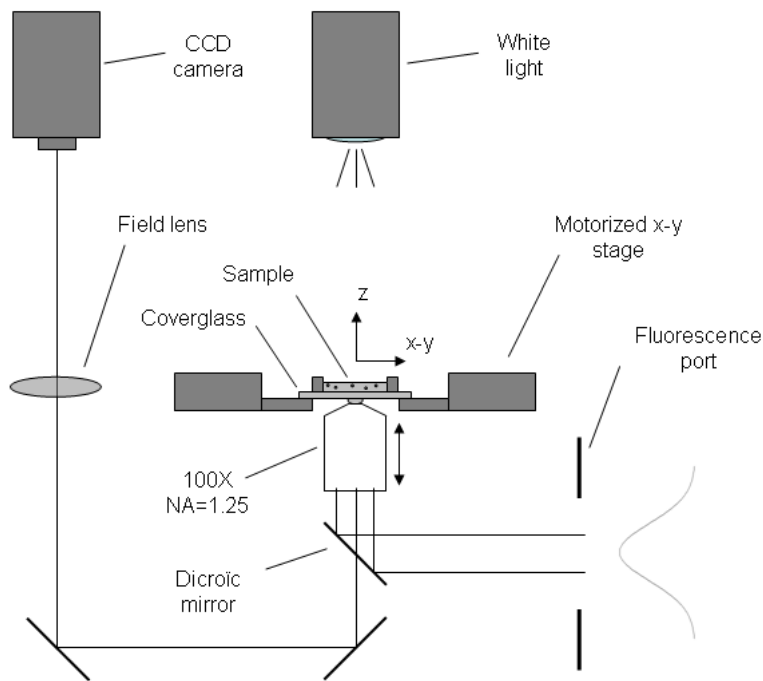 CCD
camera
White
light
Field lens
Motorized x-y
stage
Sample
z
Coverglass
x-y
Fluorescence
port
100X
NA=1.25
Dicroïc
mirror